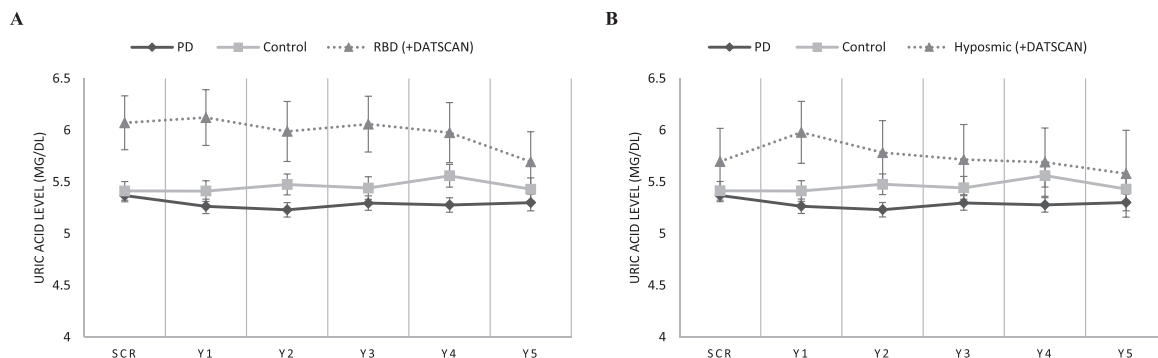 A
PD Control RBD (+DATSCAN)
URIC ACID LEVEL (MG/DL)
6.5
6
5.5
5
4.5
4
SCR Y1 Y2 Y3 Y4 Y5
B
PD Control Hyposmic (+DATSCAN)
URIC ACID LEVEL (MG/DL)
6.5
6
5.5
5
4.5
4
SCR Y1 Y2 Y3 Y4 Y5